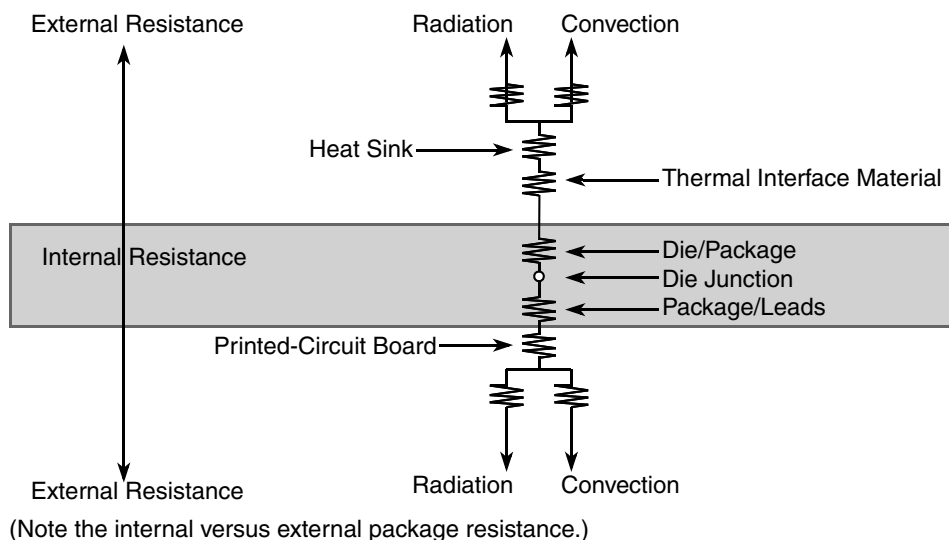 External Resistance
Radiation
Convection
Heat Sink
Thermal Interface Material
Internal Resistance
Die/Package
Die Junction
Package/Leads
Printed-Circuit Board
External Resistance
Radiation
Convection
(Note the internal versus external package resistance.)